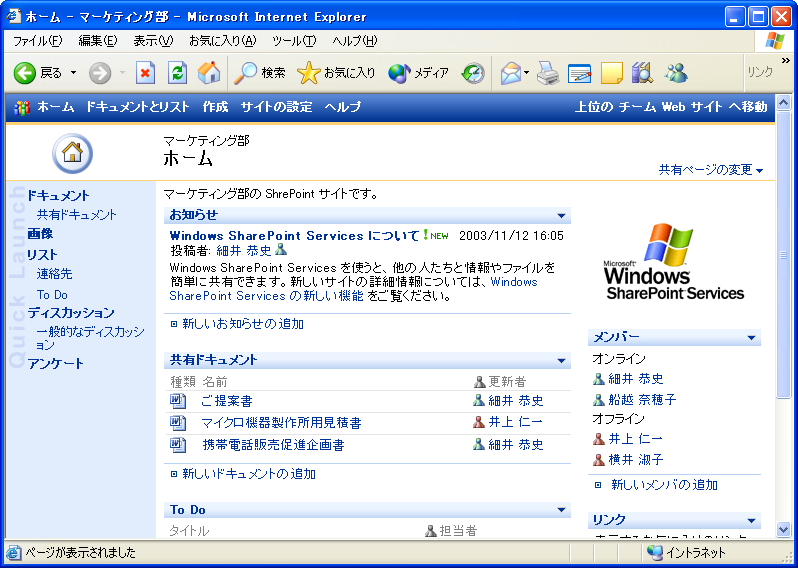 ホーム - マーケティング部 - Microsoft Internet Explorer
ファイル(F) 編集(E) 表示(V) お気に入り(A) ツール(T) ヘルプ(H)
戻る 検索 お気に入り メディア リンク »
ホーム ドキュメントとリスト 作成 サイトの設定 ヘルプ 上位の チーム Web サイト へ移動
マーケティング部
ホーム
共有ページの変更
Quick Launch
ドキュメント
共有ドキュメント
画像
リスト
連絡先
To Do
ディスカッション
一般的なディスカッシ
ョン
アンケート
マーケティング部の ShrePoint サイトです。
お知らせ
Windows SharePoint Services について ! NEW 2003/11/12 16:05
投稿者: 細井 恭史
Windows SharePoint Services を使うと、他の人たちと情報やファイルを
簡単に共有できます。新しいサイトの詳細情報については、Windows
SharePoint Services の新しい機能 をご覧ください。
新しいお知らせの追加
共有ドキュメント
種類 名前 更新者
ご提案書 細井 恭史
マイクロ機器製作所用見積書 井上 仁一
携帯電話販売促進企画書 細井 恭史
新しいドキュメントの追加
To Do
タイトル 担当者
Microsoft
Windows
SharePoint Services
メンバー
オンライン
細井 恭史
船越 奈穂子
オフライン
井上 仁一
横井 淑子
新しいメンバの追加
リンク
ページが表示されました イントラネット